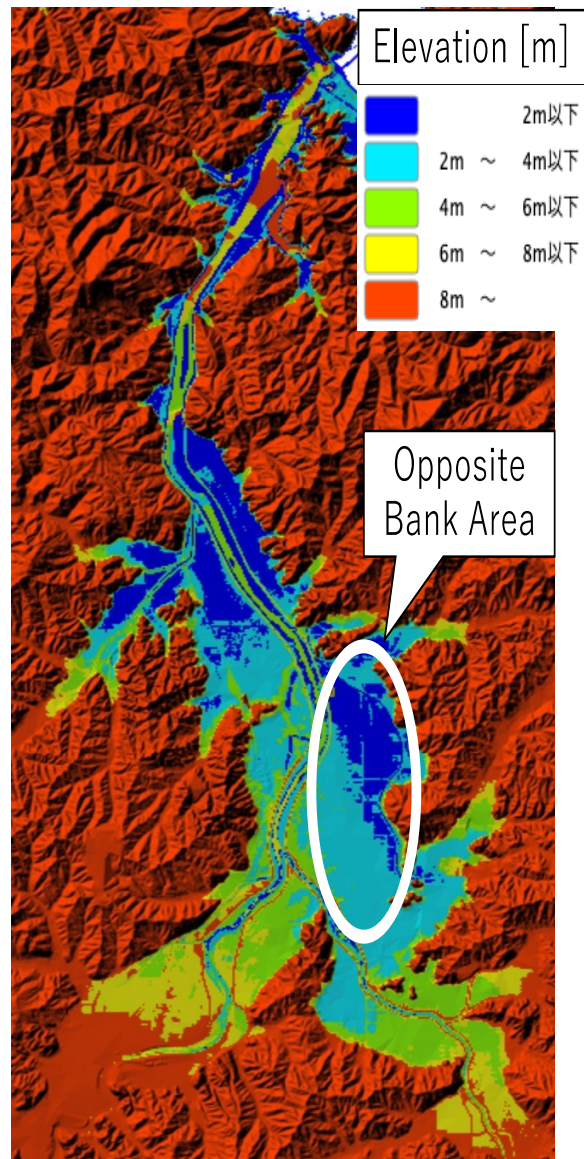 Elevation [m]
2m以下
2m ～ 4m以下
4m ～ 6m以下
6m ～ 8m以下
8m ～
Opposite
Bank Area